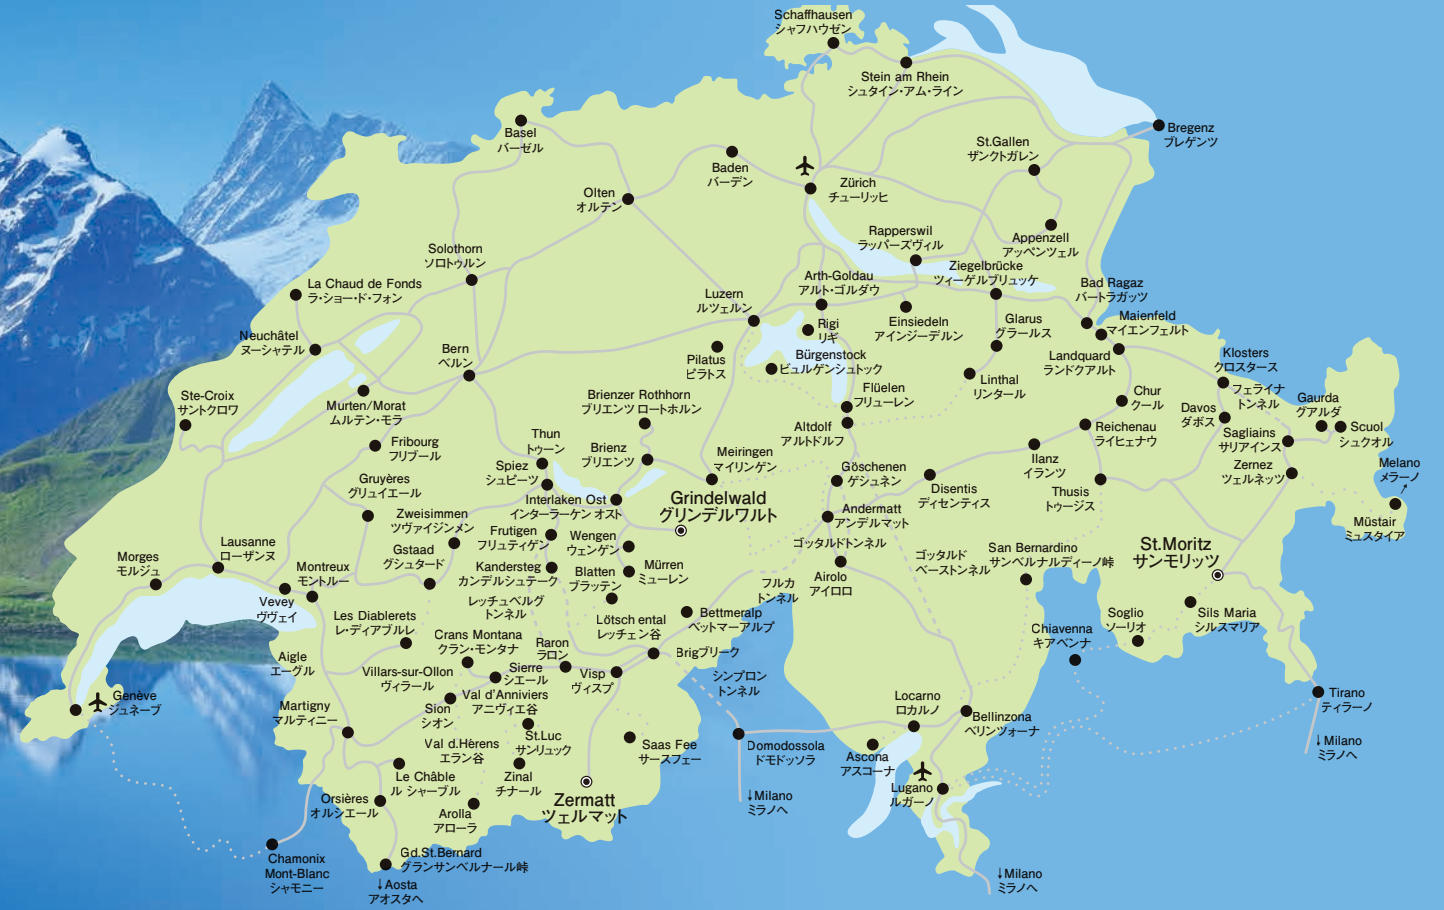 Schaffhausen
シャフハウゼン
Stein am Rhein
シュタイン・アム・ライン
Basel
バーゼル
Bregenz
ブレゲンツ
St.Gallen
ザンクトガレン
Baden
バーデン
Zürich
チューリッヒ
Olten
オルテン
Appenzell
アッペンツェル
Rapperswil
ラッパーズヴィル
Solothorn
ソロトゥルン
Ziegelbrücke
ツィーゲルブリュッケ
La Chaud de Fonds
ラ・ショー・ド・フォン
Arth-Goldau
アルト・ゴルダウ
Bad Ragaz
バートラガッツ
Luzern
ルツェルン
Rigi
リギ
Einsiedeln
アインジーデルン
Glarus
グラールス
Maienfeld
マイエンフェルト
Neuchâtel
ヌーシャテル
Bern
ベルン
Pilatus
ピラトス
Bürgenstock
ビュルゲンシュトック
Landquard
ランドクアルト
Klosters
クロスタース
Linthal
リンタール
フェライナ
トンネル
Ste-Croix
サントクロワ
Murten/Morat
ムルテン・モラ
Brienzer Rothhorn
ブリエンツ ロートホルン
Flüelen
フリューレン
Chur
クール
Davos
ダボス
Gaurda
グアルダ
Scuol
シュクオル
Fribourg
フリブール
Thun
トゥーン
Brienz
ブリエンツ
Altdolf
アルトドルフ
Reichenau
ライヒェナウ
Sagliains
サリアインス
Meiringen
マイリンゲン
Spiez
シュピーツ
Göschenen
ゲシュネン
Ilanz
イランツ
Zernez
ツェルネッツ
Melano
メラーノ
↗
Gruyères
グリュイエール
Interlaken Ost
インターラーケン オスト
Grindelwald
グリンデルワルト
Disentis
ディセンティス
Thusis
トゥージス
Zweisimmen
ツヴァイジンメン
Andermatt
アンデルマット
Müstair
ミュスタイア
Frutigen
フリュティゲン
Wengen
ウェンゲン
ゴッタルドトンネル
Lausanne
ローザンヌ
Gstaad
グシュタード
ゴッタルド
ベーストンネル
San Bernardino
サンベルナルディーノ峠
St.Moritz
サンモリッツ
Morges
モルジュ
Montreux
モントルー
Kandersteg
カンデルシュテーク
Blatten
ブラッテン
Mürren
ミューレン
フルカ
トンネル
Airolo
アイロロ
Vevey
ヴヴェイ
Les Diablerets
レ・ディアブルレ
レッチュベルグ
トンネル
Lötsch ental
レッチェン谷
Bettmeralp
ベットマーアルプ
Chiavenna
キアベンナ
Soglio
ソーリオ
Sils Maria
シルスマリア
Crans Montana
クラン・モンタナ
Raron
ラロン
Brigブリーク
Aigle
エーグル
Villars-sur-Ollon
ヴィラール
Sierre
シエール
Visp
ヴィスプ
シンプロン
トンネル
Genève
ジュネーブ
Martigny
マルティニー
Sion
シオン
Val d'Anniviers
アニヴィエ谷
Locarno
ロカルノ
Bellinzona
ベリンツォーナ
Tirano
ティラーノ
Val d.Hérens
エラン谷
St.Luc
サンリュック
Saas Fee
サースフェー
Domodossola
ドモドッソラ
Ascona
アスコーナ
↓Milano
ミラノへ
Le Châble
ル シャーブル
Zinal
チナール
Zermatt
ツェルマット
↓Milano
ミラノへ
Lugano
ルガーノ
Orsières
オルシエール
Arolla
アローラ
Chamonix
Mont-Blanc
シャモニー
Gd.St.Bernard
グランサンベルナール峠
↓Aosta
アオスタへ
↓Milano
ミラノへ